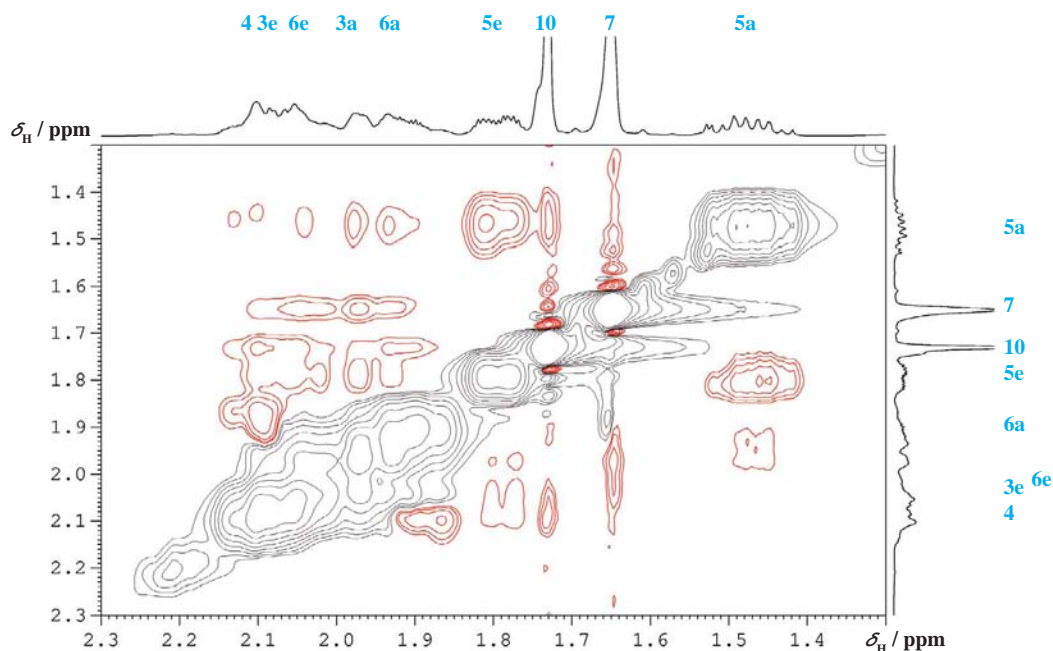 4 3e 6e 3a 6a 5e 10 7 5a
δH / ppm
1.4
1.5 5a
1.6
7
1.7
10
1.8 5e
1.9 6a
2.0
3e 6e
2.1 4
2.2
2.3
2.3 2.2 2.1 2.0 1.9 1.8 1.7 1.6 1.5 1.4 δH / ppm